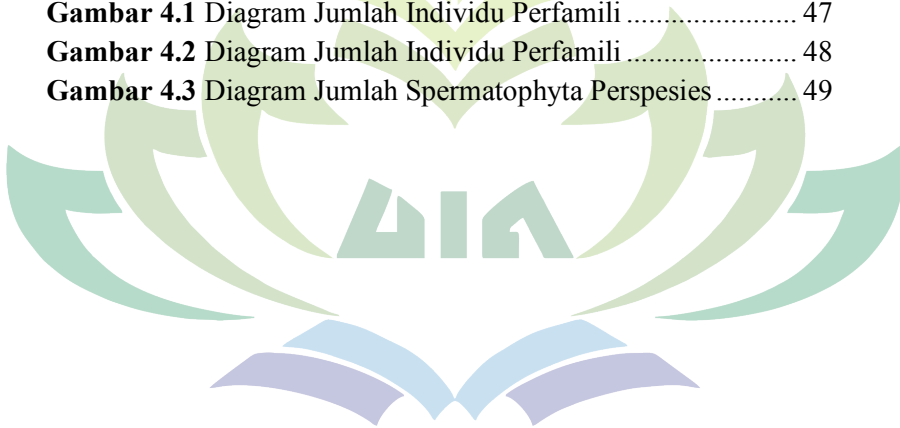 Gambar 4.1 Diagram Jumlah Individu Perfamili ...................... 47
Gambar 4.2 Diagram Jumlah Individu Perfamili ...................... 48
Gambar 4.3 Diagram Jumlah Spermatophyta Perspesies ........... 49